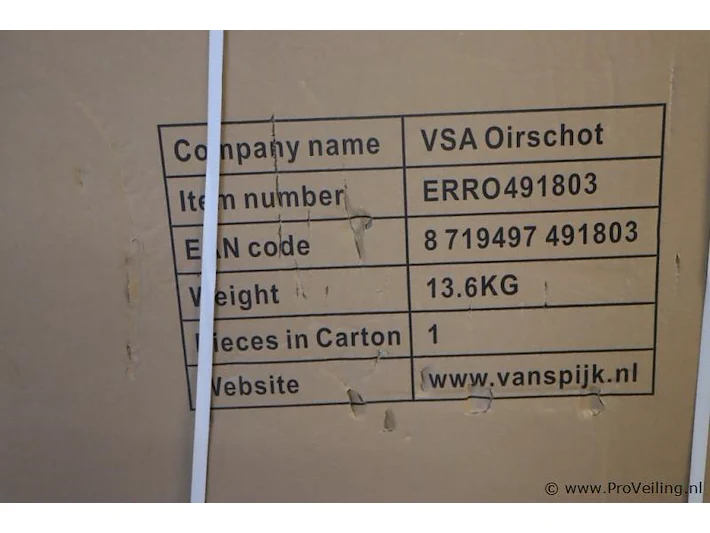 Company name VSA Oirschot
Item number ERRO491803
EAN code 8 719497 491803
Weight 13.6KG
Pieces in Carton 1
Website www.vanspijk.nl
© www.ProVeiling.nl